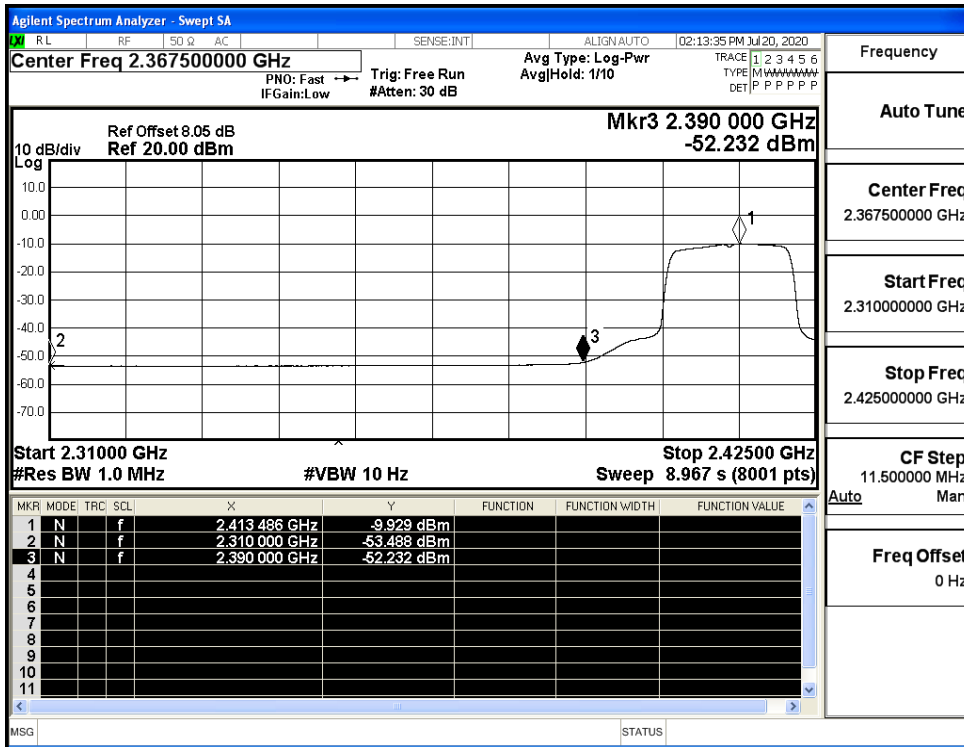 Agilent Spectrum Analyzer - Swept SA
LXI RL RF 50 Ω AC SENSE:INT ALIGN AUTO 02:13:35 PM Jul 20, 2020
Center Freq 2.367500000 GHz
PNO: Fast
IFGain:Low
Trig: Free Run
#Atten: 30 dB
Avg Type: Log-Pwr
Avg|Hold: 1/10
TRACE 1 2 3 4 5 6
TYPE M WWWWW
DET P P P P P P
Mkr3 2.390 000 GHz
-52.232 dBm
Ref Offset 8.05 dB
10 dB/div Ref 20.00 dBm
Log
10.0
0.00
-10.0
-20.0
-30.0
-40.0
-50.0
-60.0
-70.0
1
2
3
Start 2.31000 GHz Stop 2.42500 GHz
#Res BW 1.0 MHz #VBW 10 Hz Sweep 8.967 s (8001 pts)
MKR MODE TRC SCL X Y FUNCTION FUNCTION WIDTH FUNCTION VALUE
1 N f 2.413 486 GHz -9.929 dBm
2 N f 2.310 000 GHz -53.488 dBm
3 N f 2.390 000 GHz -52.232 dBm
4
5
6
7
8
9
10
11
MSG STATUS
Frequency
Auto Tune
Center Freq
2.367500000 GHz
Start Freq
2.310000000 GHz
Stop Freq
2.425000000 GHz
CF Step
11.500000 MHz
Auto Man
Freq Offset
0 Hz